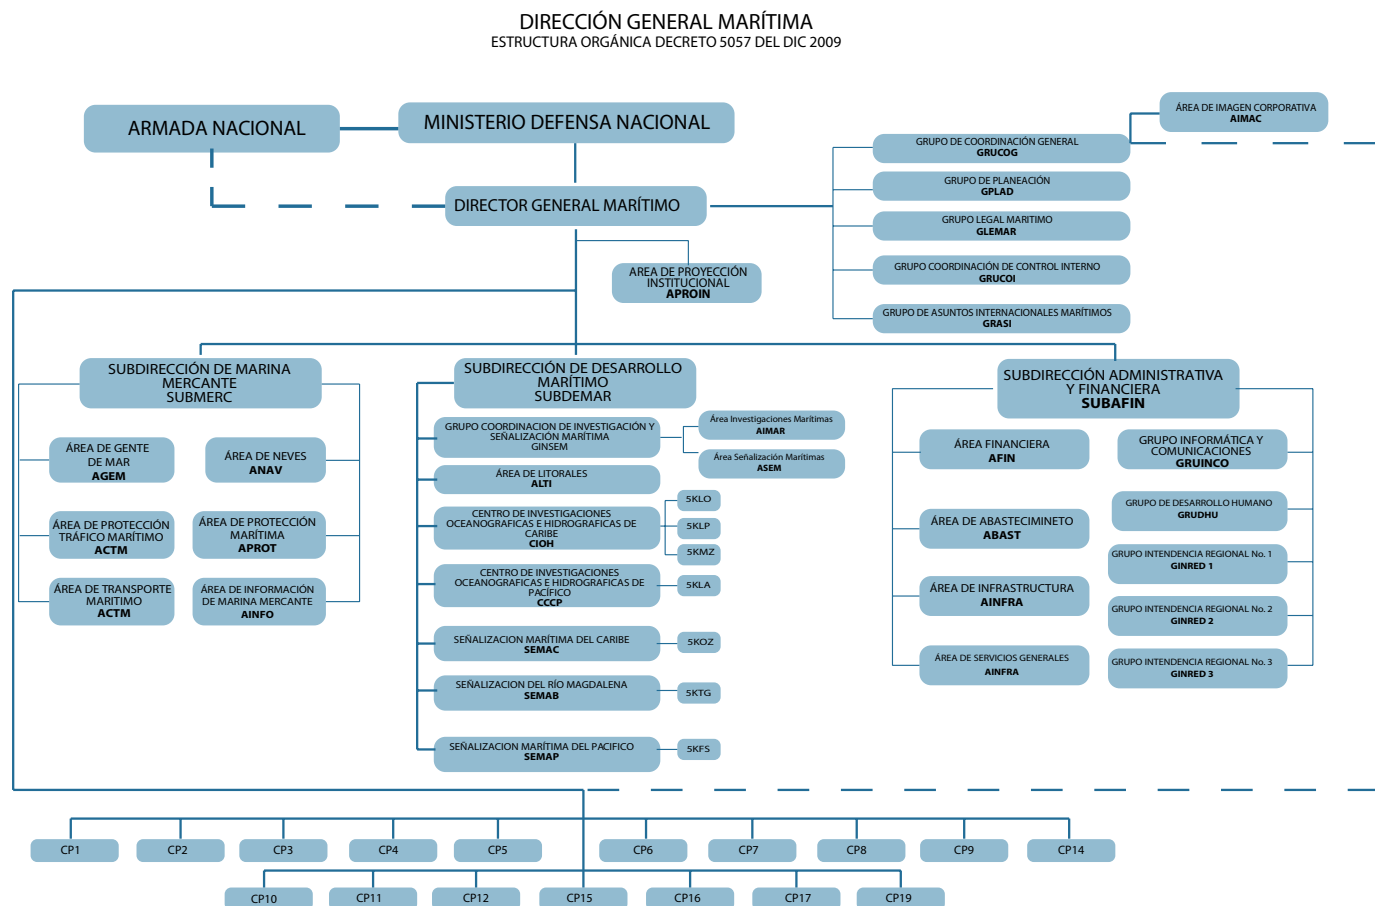 DIRECCIÓN GENERAL MARÍTIMA
ESTRUCTURA ORGÁNICA DECRETO 5057 DEL DIC 2009
ÁREA DE IMAGEN CORPORATIVA
AIMAC
ARMADA NACIONAL
MINISTERIO DEFENSA NACIONAL
GRUPO DE COORDINACIÓN GENERAL
GRUCOG
GRUPO DE PLANEACIÓN
GPLAD
DIRECTOR GENERAL MARÍTIMO
GRUPO LEGAL MARITIMO
GLEMAR
GRUPO COORDINACIÓN DE CONTROL INTERNO
GRUCOI
AREA DE PROYECCIÓN
INSTITUCIONAL
APROIN
GRUPO DE ASUNTOS INTERNACIONALES MARÍTIMOS
GRASI
SUBDIRECCIÓN DE MARINA
MERCANTE
SUBMERC
ÁREA DE GENTE
DE MAR
AGEM
ÁREA DE NEVES
ANAV
ÁREA DE PROTECCIÓN
TRÁFICO MARÍTIMO
ACTM
ÁREA DE PROTECCIÓN
MARÍTIMA
APROT
ÁREA DE TRANSPORTE
MARITIMO
ACTM
ÁREA DE INFORMACIÓN
DE MARINA MERCANTE
AINFO
SUBDIRECCIÓN DE DESARROLLO
MARÍTIMO
SUBDEMAR
GRUPO COORDINACION DE INVESTIGACIÓN Y
SEÑALIZACIÓN MARÍTIMA
GINSEM
Área Investigaciones Marítimas
AIMAR
Área Señalización Marítimas
ASEM
ÁREA DE LITORALES
ALTI
CENTRO DE INVESTIGACIONES
OCEANOGRAFICAS E HIDROGRAFICAS DE
CARIBE
CIOH
5KLO
5KLP
5KMZ
CENTRO DE INVESTIGACIONES
OCEANOGRAFICAS E HIDROGRAFICAS DE
PACÍFICO
CCCP
5KLA
SEÑALIZACION MARÍTIMA DEL CARIBE
SEMAC
5KOZ
SEÑALIZACION DEL RÍO MAGDALENA
SEMAB
5KTG
SEÑALIZACION MARÍTIMA DEL PACIFICO
SEMAP
5KFS
SUBDIRECCIÓN ADMINISTRATIVA
Y FINANCIERA
SUBAFIN
ÁREA FINANCIERA
AFIN
GRUPO INFORMÁTICA Y
COMUNICACIONES
GRUINCO
GRUPO DE DESARROLLO HUMANO
GRUDHU
ÁREA DE ABASTECIMINETO
ABAST
GRUPO INTENDENCIA REGIONAL No. 1
GINRED 1
ÁREA DE INFRASTRUCTURA
AINFRA
GRUPO INTENDENCIA REGIONAL No. 2
GINRED 2
ÁREA DE SERVICIOS GENERALES
AINFRA
GRUPO INTENDENCIA REGIONAL No. 3
GINRED 3
CP1
CP2
CP3
CP4
CP5
CP6
CP7
CP8
CP9
CP14
CP10
CP11
CP12
CP15
CP16
CP17
CP19